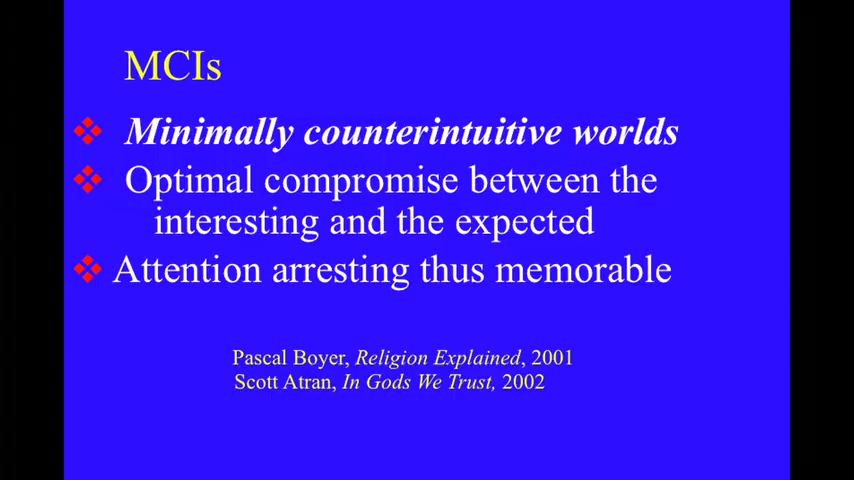 MCIs
Minimally counterintuitive worlds
Optimal compromise between the
interesting and the expected
Attention arresting thus memorable
Pascal Boyer, Religion Explained, 2001
Scott Atran, In Gods We Trust, 2002